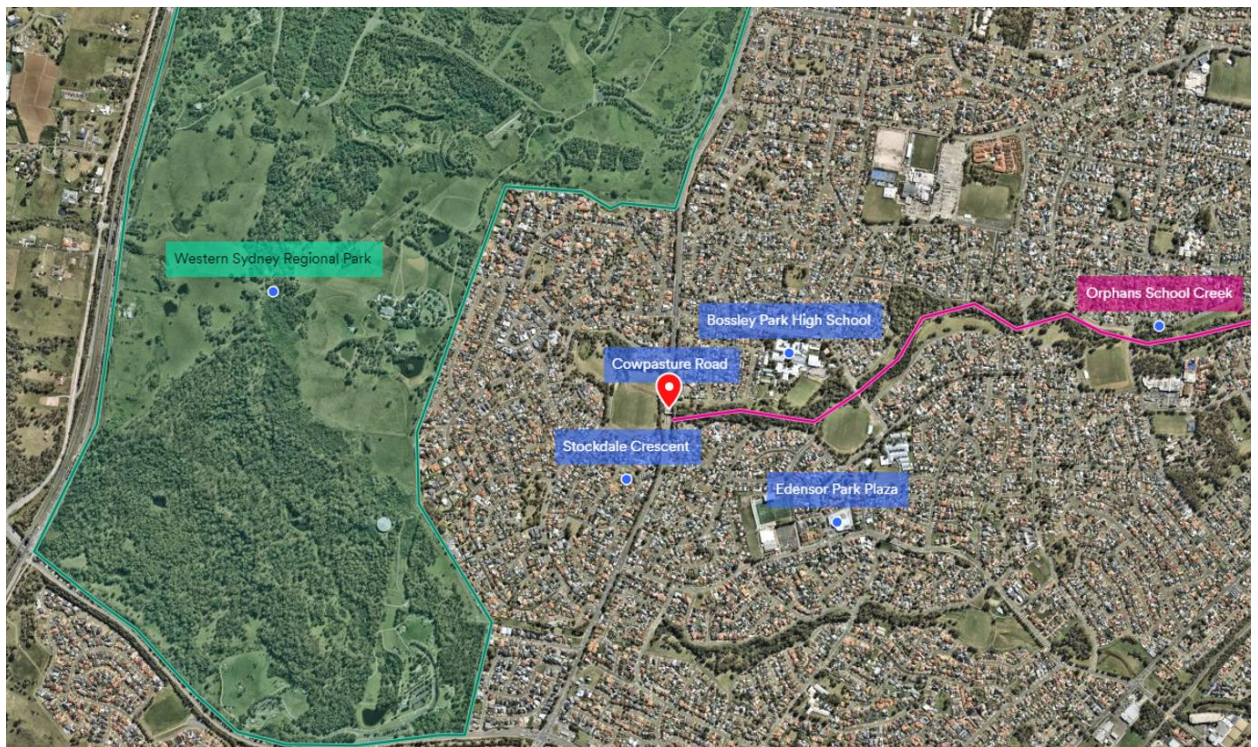 Western Sydney Regional Park
Orphans School Creek
Bossley Park High School
Cowpasture Road
Stockdale Crescent
Edensor Park Plaza